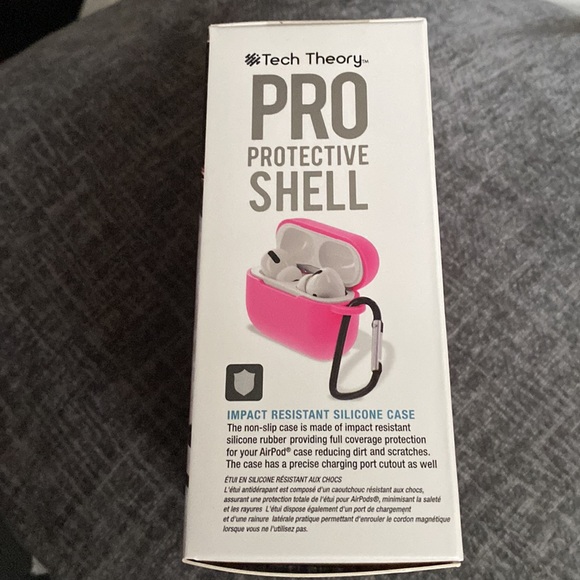 Tech Theory™
PRO
PROTECTIVE
SHELL
IMPACT RESISTANT SILICONE CASE
The non-slip case is made of impact resistant
silicone rubber providing full coverage protection
for your AirPod® case reducing dirt and scratches.
The case has a precise charging port cutout as well
ÉTUI EN SILICONE RÉSISTANT AUX CHOCS
L'étui antidérapant est composé d'un caoutchouc résistant aux chocs,
assurant une protection totale de l'étui pour AirPods®, minimisant la saleté
et les rayures L'étui dispose également d'un port de chargement
et d'une rainure latérale pratique permettant d'enrouler le cordon magnétique
lorsque vous ne l'utilisez pas.